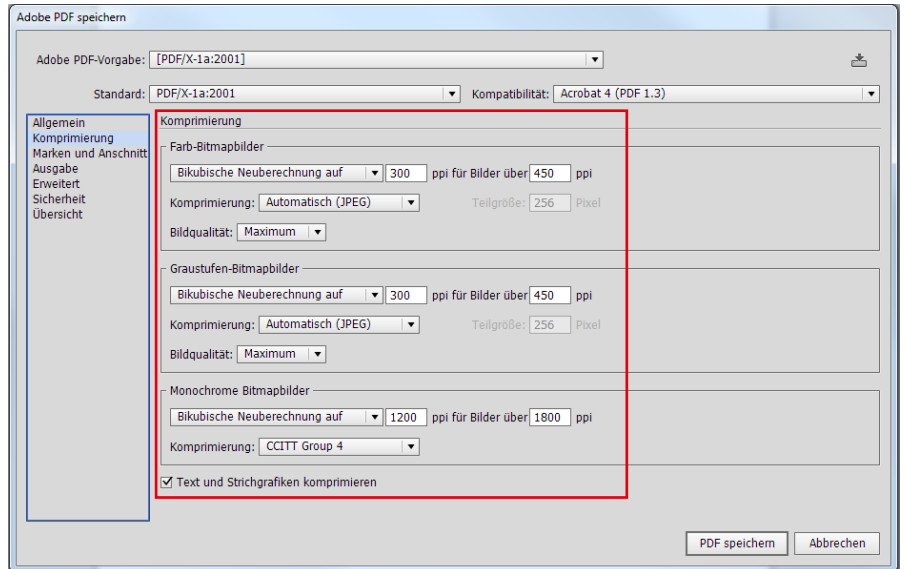 Adobe PDF speichern
Adobe PDF-Vorgabe: [PDF/X-1a:2001]
Standard: PDF/X-1a:2001 Kompatibilität: Acrobat 4 (PDF 1.3)
Allgemein
Komprimierung
Marken und Anschnitt
Ausgabe
Erweitert
Sicherheit
Übersicht
Komprimierung
Farb-Bitmapbilder
Bikubische Neuberechnung auf 300 ppi für Bilder über 450 ppi
Komprimierung: Automatisch (JPEG) Teilgröße: 256 Pixel
Bildqualität: Maximum
Graustufen-Bitmapbilder
Bikubische Neuberechnung auf 300 ppi für Bilder über 450 ppi
Komprimierung: Automatisch (JPEG) Teilgröße: 256 Pixel
Bildqualität: Maximum
Monochrome Bitmapbilder
Bikubische Neuberechnung auf 1200 ppi für Bilder über 1800 ppi
Komprimierung: CCITT Group 4
Text und Strichgrafiken komprimieren
PDF speichern Abbrechen